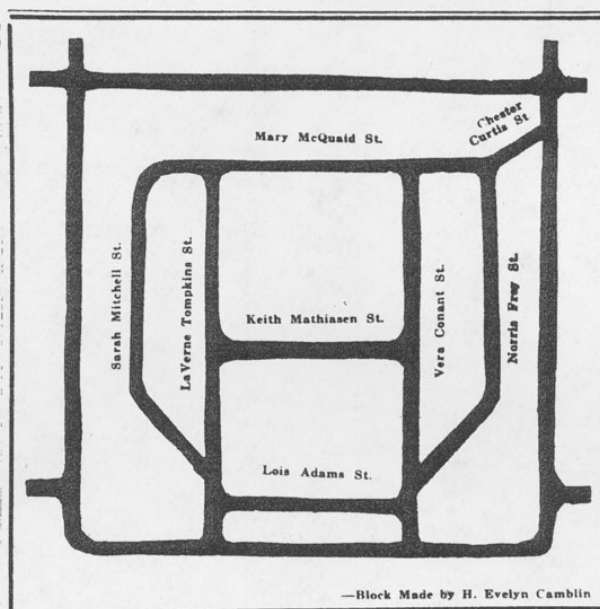 Chester
Curtis St
Mary McQuaid St.
Sarah Mitchell St.
LaVerne Tompkins St.
Keith Mathiasen St.
Vera Conant St.
Norris Frey St.
Lois Adams St.
—Block Made by H. Evelyn Camblin